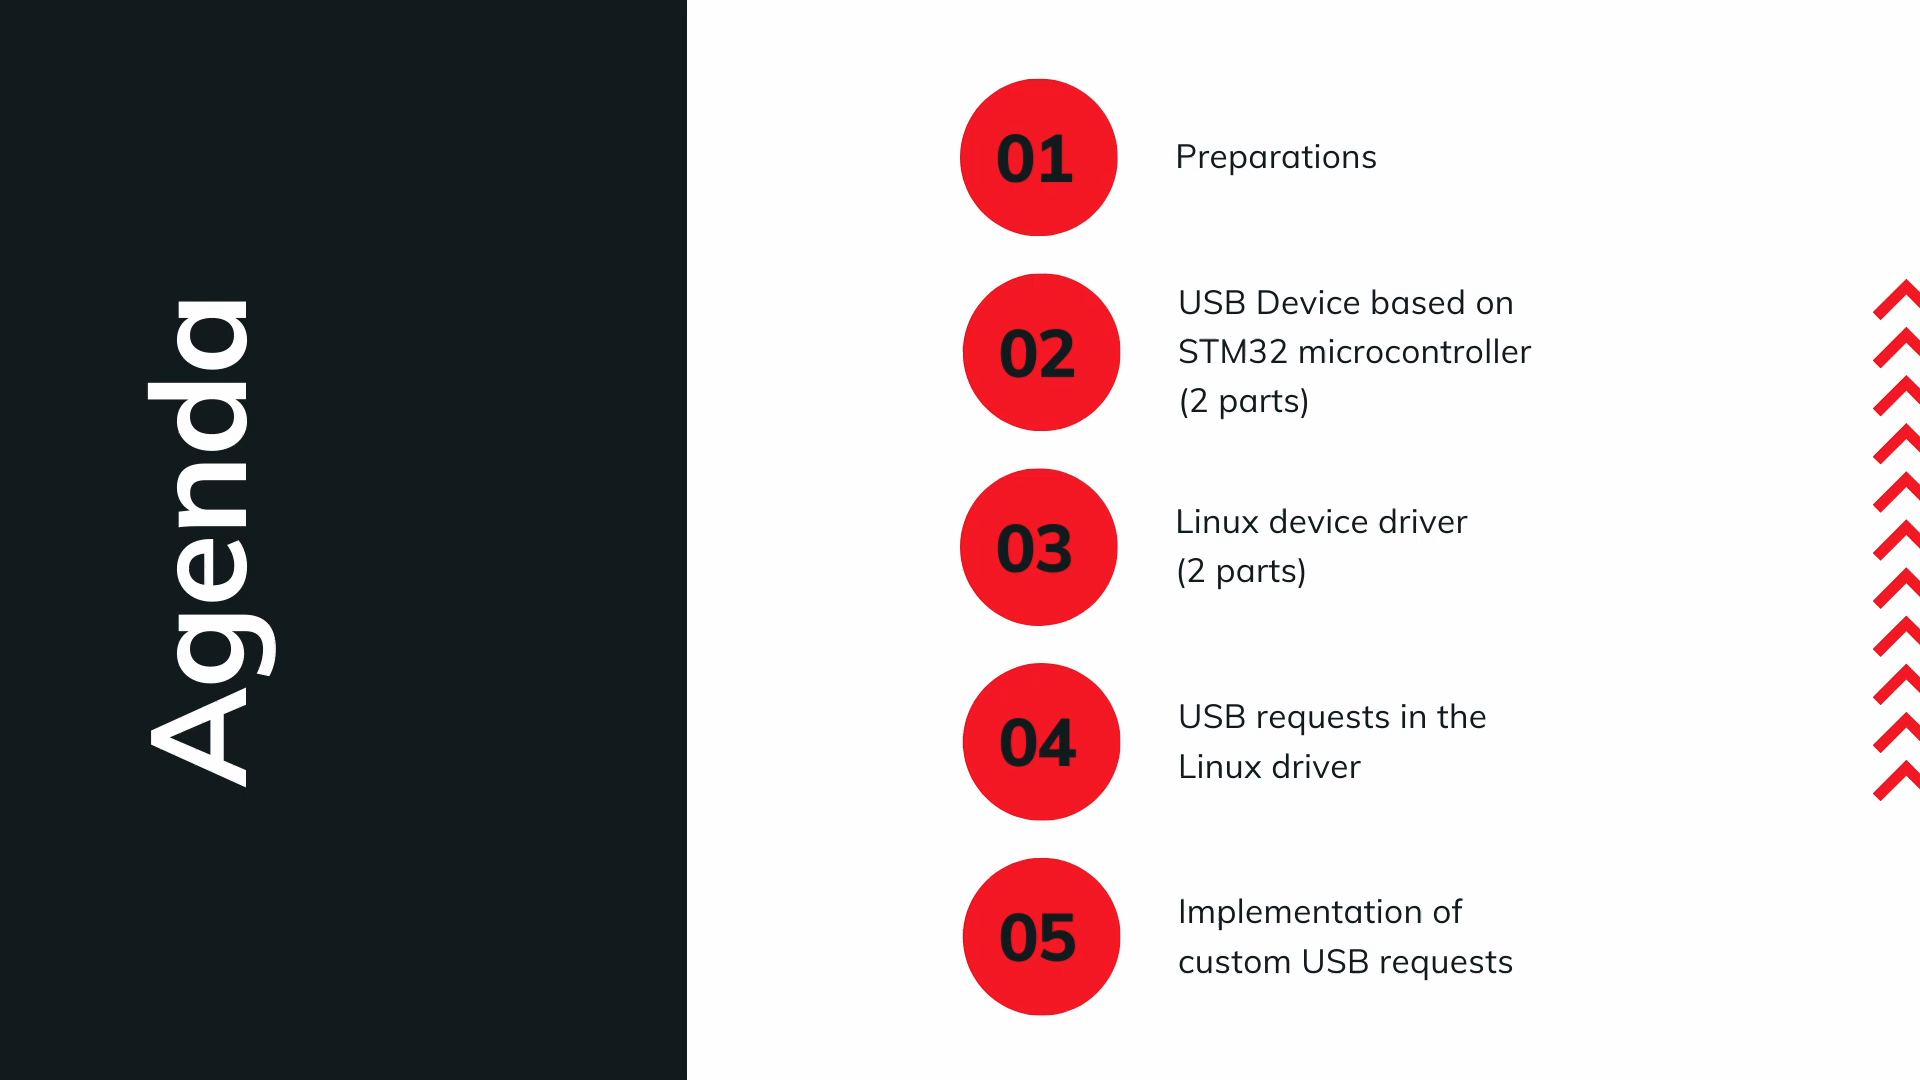 Agenda
01
Preparations
02
USB Device based on
STM32 microcontroller
(2 parts)
03
Linux device driver
(2 parts)
04
USB requests in the
Linux driver
05
Implementation of
custom USB requests